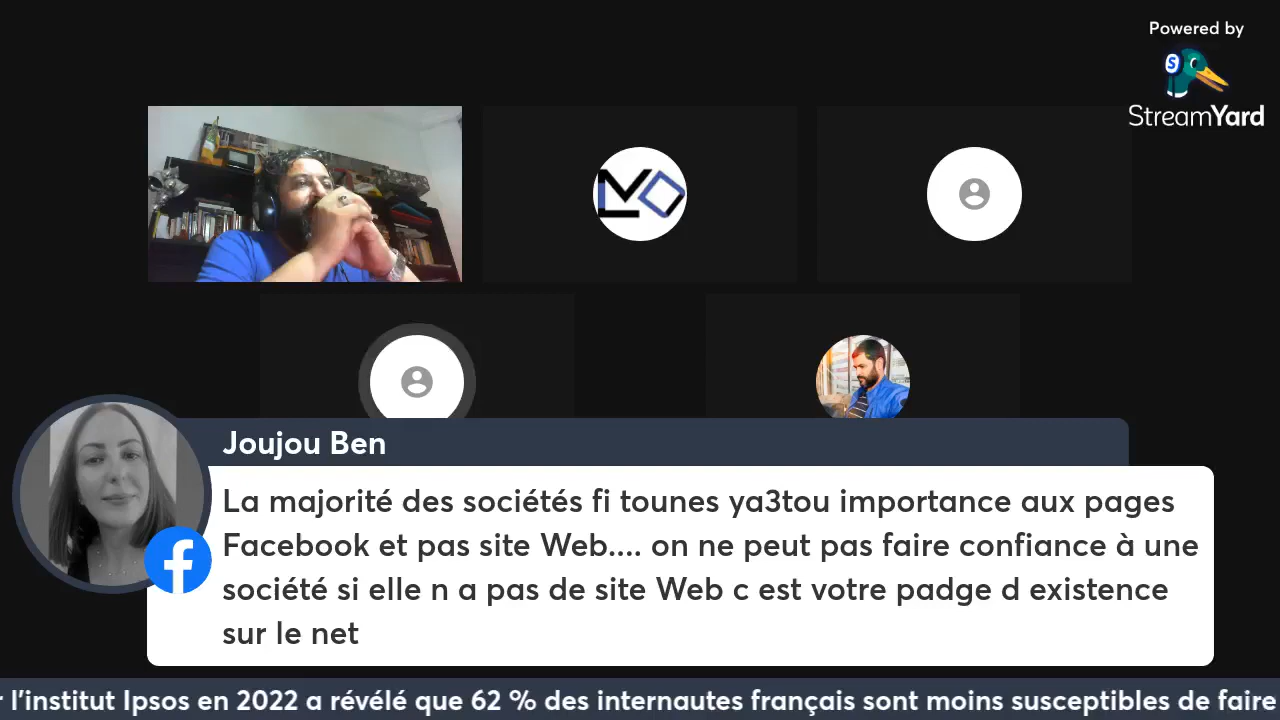 Powered by
StreamYard
S
MO
Joujou Ben
La majorité des sociétés fi tounes ya3tou importance aux pages
Facebook et pas site Web.... on ne peut pas faire confiance à une
société si elle n a pas de site Web c est votre padge d existence
sur le net
l'institut Ipsos en 2022 a révélé que 62 % des internautes français sont moins susceptibles de faire